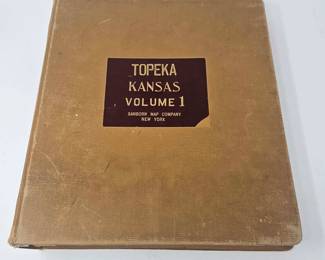 TOPEKA
KANSAS
VOLUME 1
SANBORN MAP COMPANY
NEW YORK